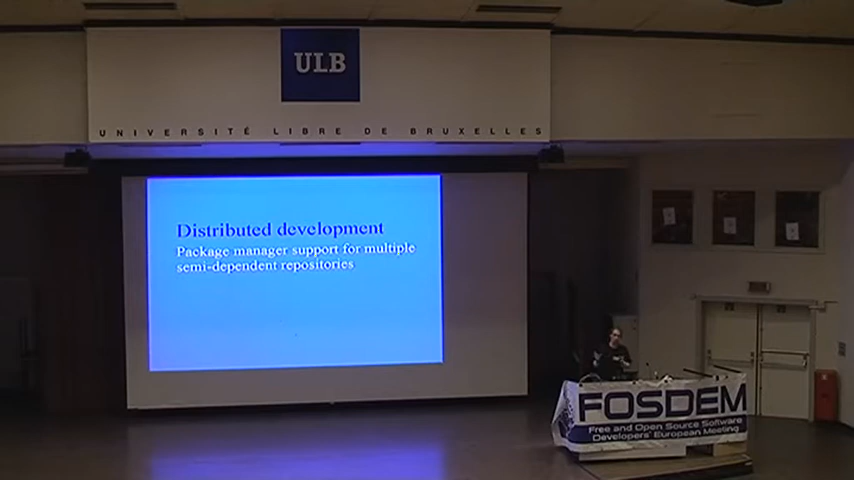 ULB
UNIVERSITÉ LIBRE DE BRUXELLES
Distributed development
Package manager support for multiple
semi-dependent repositories
FOSDEM
Free and Open Source Software
Developers' European Meeting